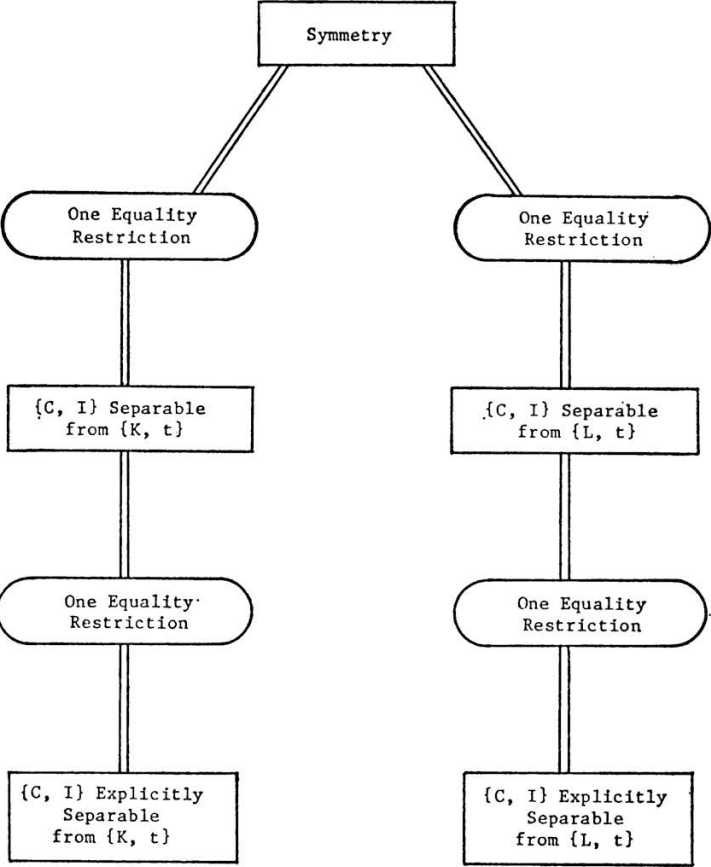 Symmetry
One Equality
Restriction
One Equality
Restriction
{C, I} Separable
from {K, t}
{C, I} Separable
from {L, t}
One Equality
Restriction
One Equality
Restriction
{C, I} Explicitly
Separable
from {K, t}
{C, I} Explicitly
Separable
from {L, t}